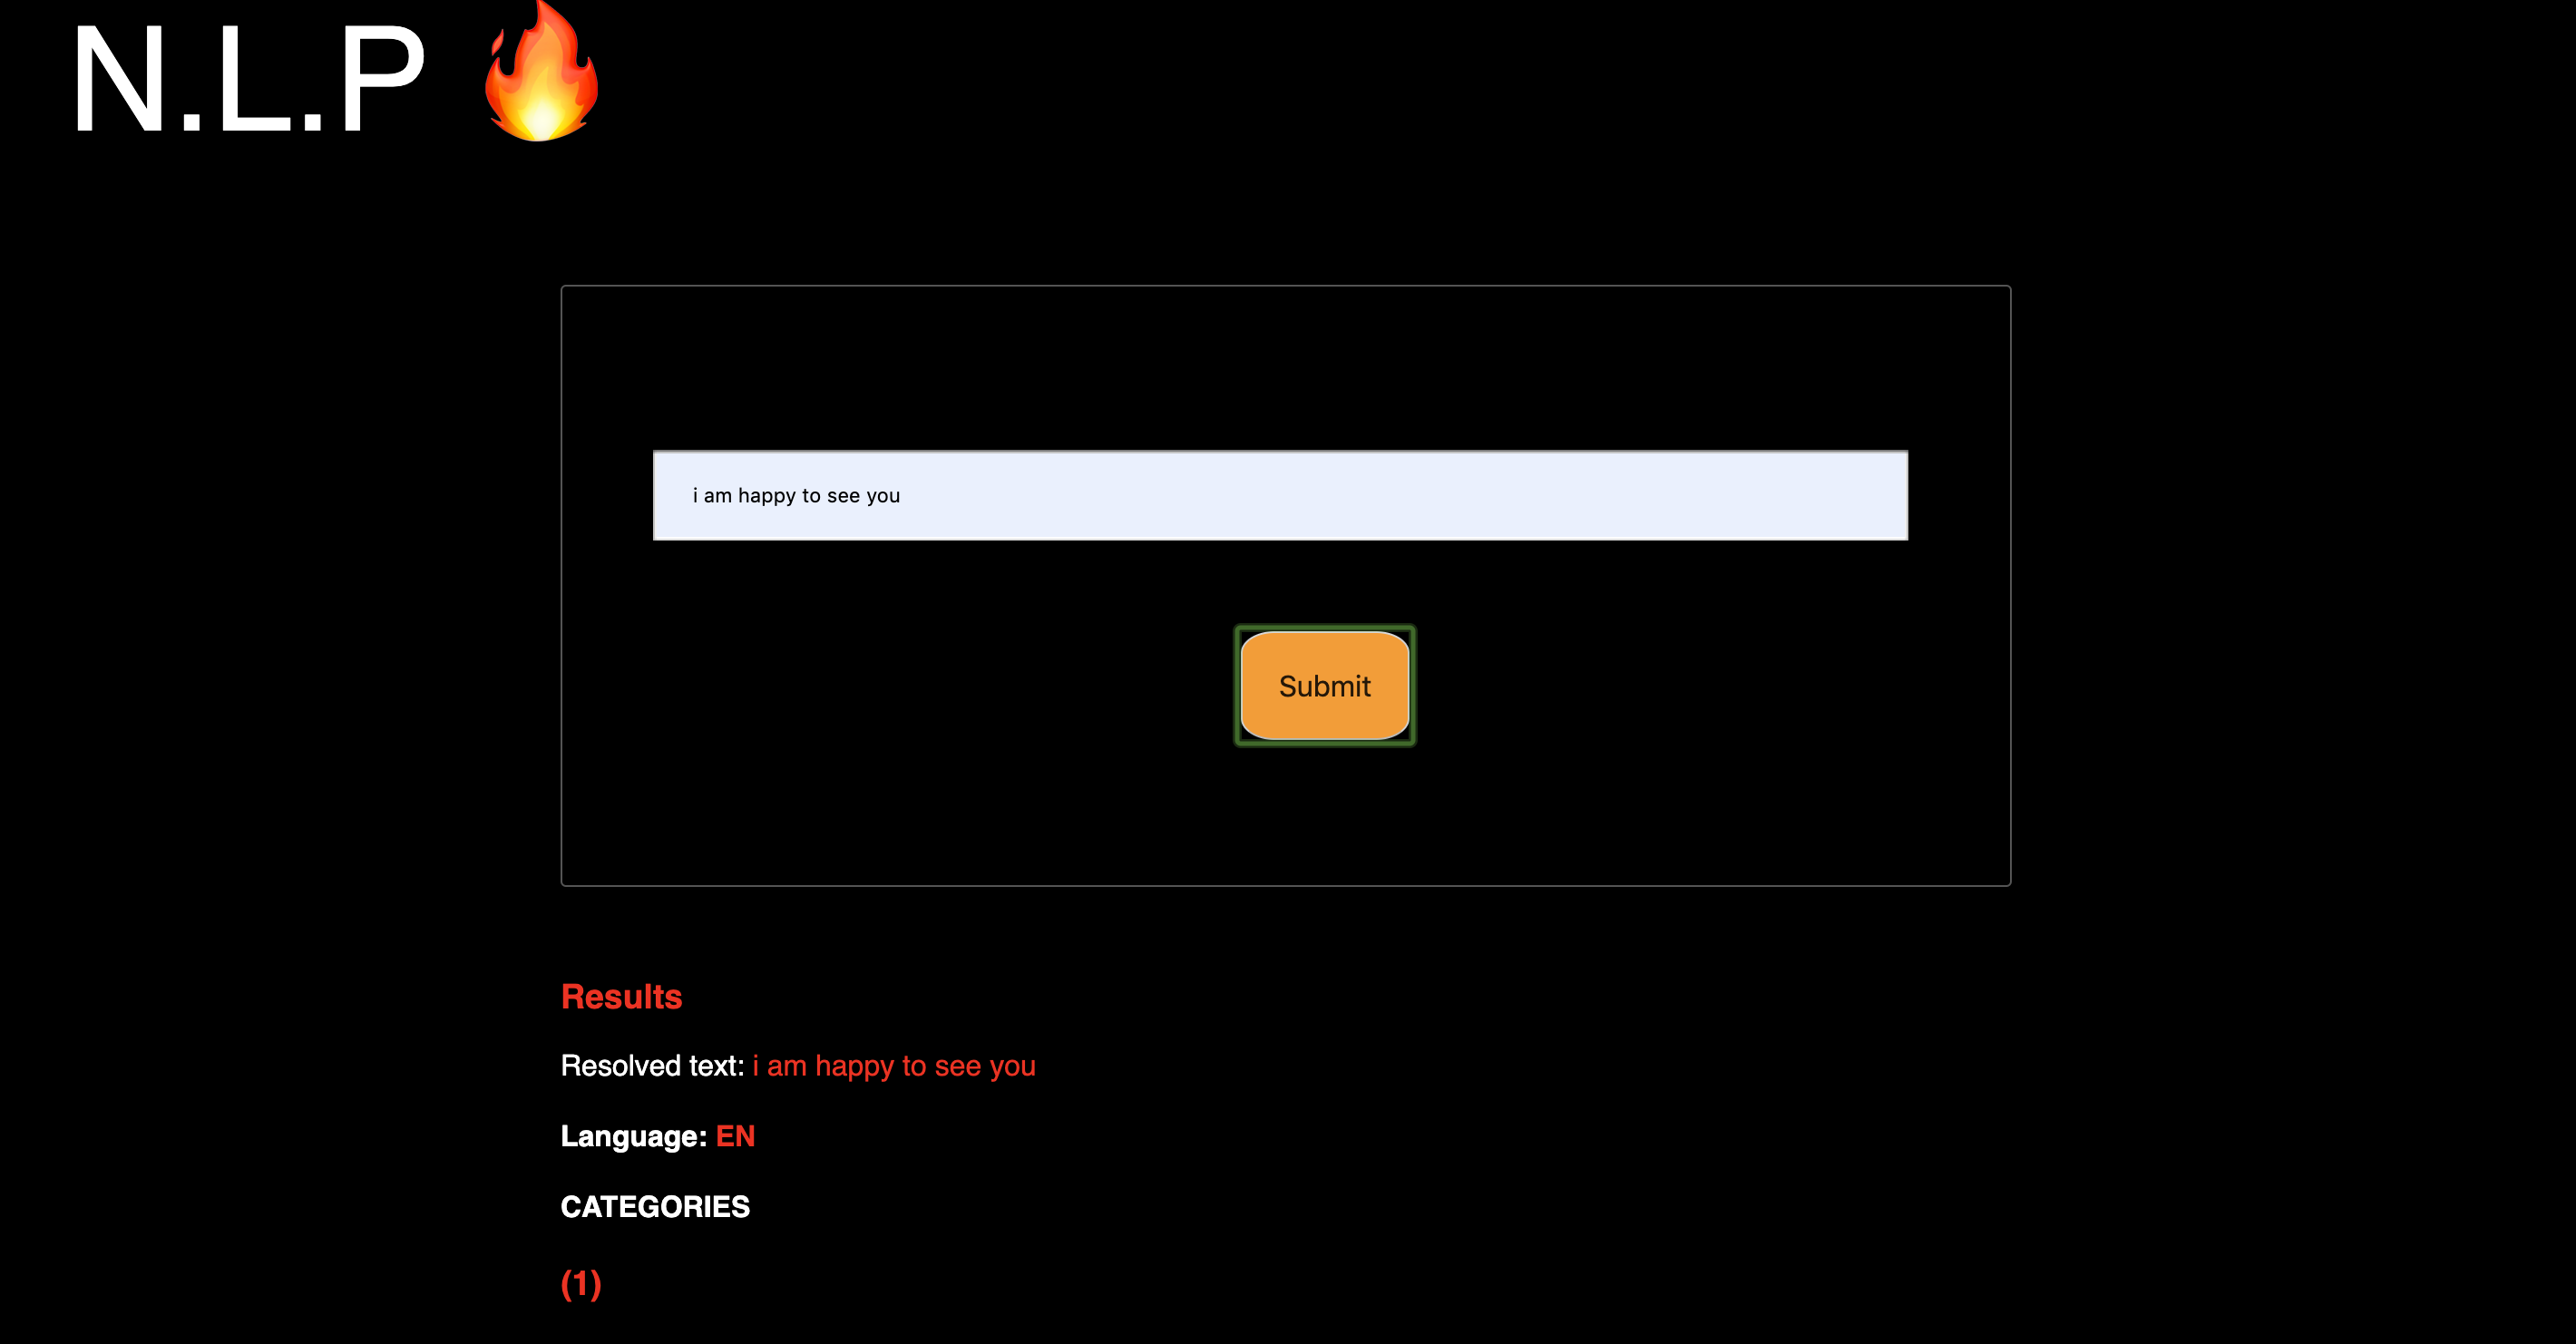 N.L.P 🔥
i am happy to see you
Submit
Results
Resolved text: i am happy to see you
Language: EN
CATEGORIES
(1)